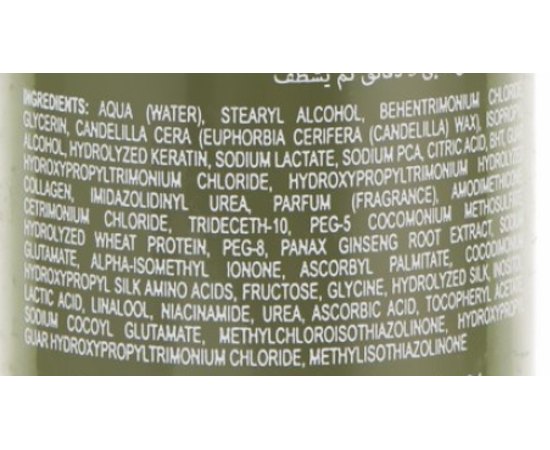 ثم يشطف
INGREDIENTS: AQUA (WATER), STEARYL ALCOHOL, BEHENTRIMONIUM
GLYCERIN, CANDELILLA CERA (EUPHORBIA CERIFERA (CANDELILLA) WAX),
ALCOHOL, HYDROLYZED KERATIN, SODIUM LACTATE, SODIUM PCA, CITRIC ACID, BHT,
HYDROXYPROPYLTRIMONIUM CHLORIDE, HYDROXYPROPYLTRIMONIUM HYDROLYZED
COLLAGEN, IMIDAZOLIDINYL UREA, PARFUM (FRAGRANCE),
CETRIMONIUM CHLORIDE, TRIDECETH-10, PEG-5 COCOMONIUM
HYDROLYZED WHEAT PROTEIN, PEG-8, PANAX GINSENG ROOT EXTRACT,
GLUTAMATE, ALPHA-ISOMETHYL IONONE, ASCORBYL PALMITATE,
HYDROXYPROPYL SILK AMINO ACIDS, FRUCTOSE, GLYCINE, HYDROLYZED SILK,
LACTIC ACID, LINALOOL, NIACINAMIDE, UREA, ASCORBIC ACID, TOCOPHERYL
SODIUM COCOYL GLUTAMATE, METHYLCHLOROISOTHIAZOLINONE,
GUAR HYDROXYPROPYLTRIMONIUM CHLORIDE, METHYLISOTHIAZOLINONE